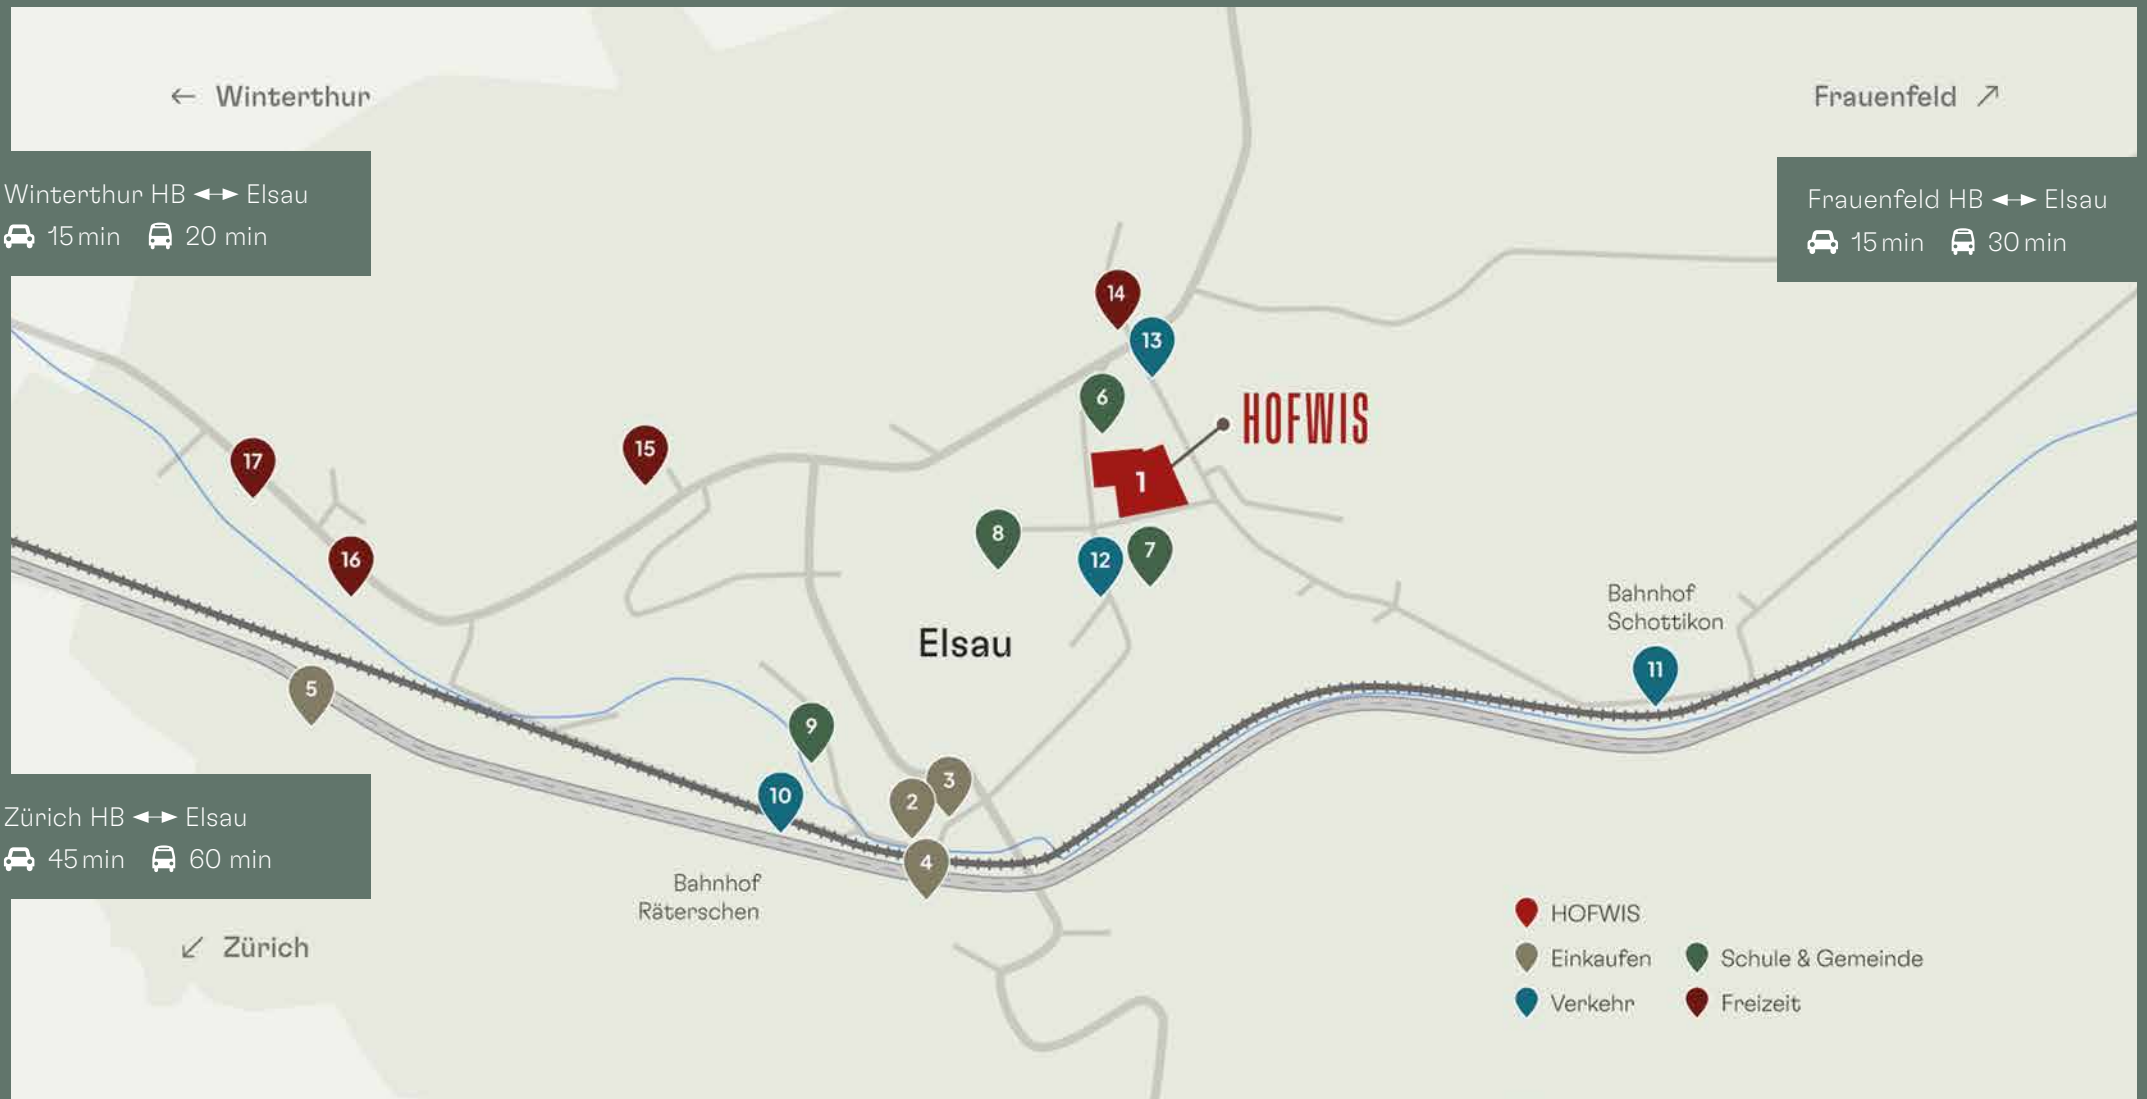 ← Winterthur
Frauenfeld ↗
Winterthur HB ◄─► Elsau
15 min 20 min
Frauenfeld HB ◄─► Elsau
15 min 30 min
14
13
6
HOFWIS
1
17
15
8
12
7
16
Elsau
Bahnhof
Schottikon
11
5
9
3
2
10
4
Zürich HB ◄─► Elsau
45 min 60 min
Bahnhof
Räterschen
↙ Zürich
HOFWIS
Einkaufen
Schule & Gemeinde
Verkehr
Freizeit